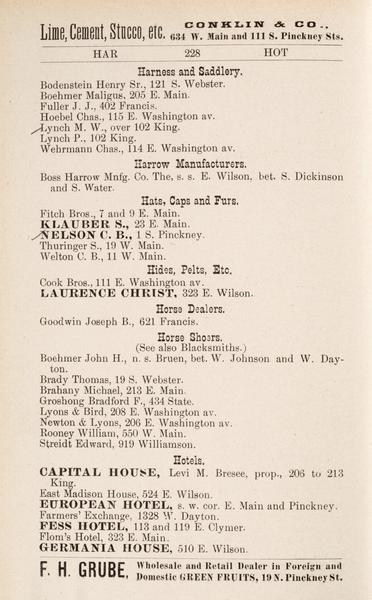 Lime, Cement, Stucco, etc. CONKLIN & CO.,
634 W. Main and 111 S. Pinckney Sts.
HAR 228 HOT
Harness and Saddlery.
Bodenstein Henry Sr., 121 S. Webster.
Boehmer Maligus, 205 E. Main.
Fuller J. J., 402 Francis.
Hoebel Chas., 115 E. Washington av.
Lynch M. W., over 102 King.
Lynch P., 102 King.
Wehrmann Chas., 114 E. Washington av.
Harrow Manufacturers.
Boss Harrow Mnfg. Co. The, s. s. E. Wilson, bet. S. Dickinson
and S. Water.
Hats, Caps and Furs.
Fitch Bros., 7 and 9 E. Main.
KLAUBER S., 23 E. Main.
NELSON C. B., 1 S. Pinckney.
Thuringer S., 19 W. Main.
Welton C. B., 11 W. Main.
Hides, Pelts, Etc.
Cook Bros., 111 E. Washington av.
LAURENCE CHRIST, 323 E. Wilson.
Horse Dealers.
Goodwin Joseph B., 621 Francis.
Horse Shoers.
(See also Blacksmiths.)
Boehmer John H., n. s. Bruen, bet. W. Johnson and W. Day-
ton.
Brady Thomas, 19 S. Webster.
Brahany Michael, 213 E. Main.
Groshong Bradford F., 434 State.
Lyons & Bird, 208 E. Washington av.
Newton & Lyons, 206 E. Washington av.
Rooney William, 550 W. Main.
Streidt Edward, 919 Williamson.
Hotels.
CAPITAL HOUSE, Levi M. Bresee, prop., 206 to 213
King.
East Madison House, 524 E. Wilson.
EUROPEAN HOTEL, s. w. cor. E. Main and Pinckney.
Farmers' Exchange, 1328 W. Dayton.
FESS HOTEL, 113 and 119 E. Clymer.
Flom's Hotel, 323 E. Main.
GERMANIA HOUSE, 510 E. Wilson.
F. H. GRUBE, Wholesale and Retail Dealer in Foreign and
Domestic GREEN FRUITS, 19 N. Pinckney St.